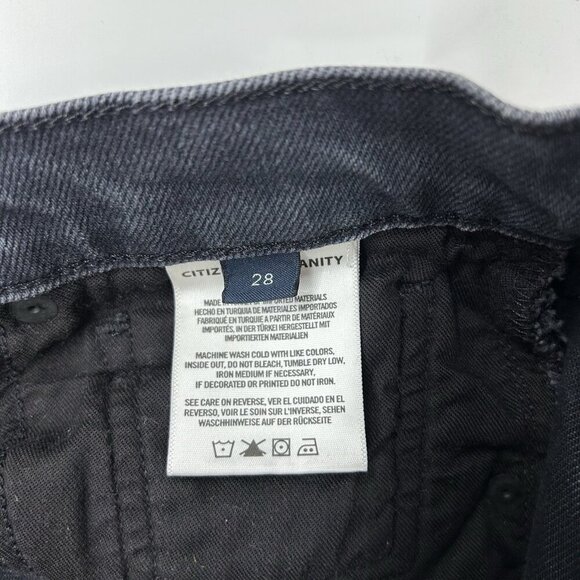 CITIZ ANITY
28
MADE OF IMPORTED MATERIALS
HECHO EN TURQUIA DE MATERIALES IMPORTADOS
FABRIQUÉ EN TURQUIE A PARTIR DE MATÉRIAUX
IMPORTÉS, IN DER TÜRKEI HERGESTELLT MIT
IMPORTIERTEN MATERIALIEN
MACHINE WASH COLD WITH LIKE COLORS,
INSIDE OUT, DO NOT BLEACH, TUMBLE DRY LOW,
IRON MEDIUM IF NECESSARY,
IF DECORATED OR PRINTED DO NOT IRON.
SEE CARE ON REVERSE, VER EL CUIDADO EN EL
REVERSO, VOIR LE SOIN SUR L'INVERSE, SEHEN
WASCHHINWEISE AUF DER RÜCKSEITE